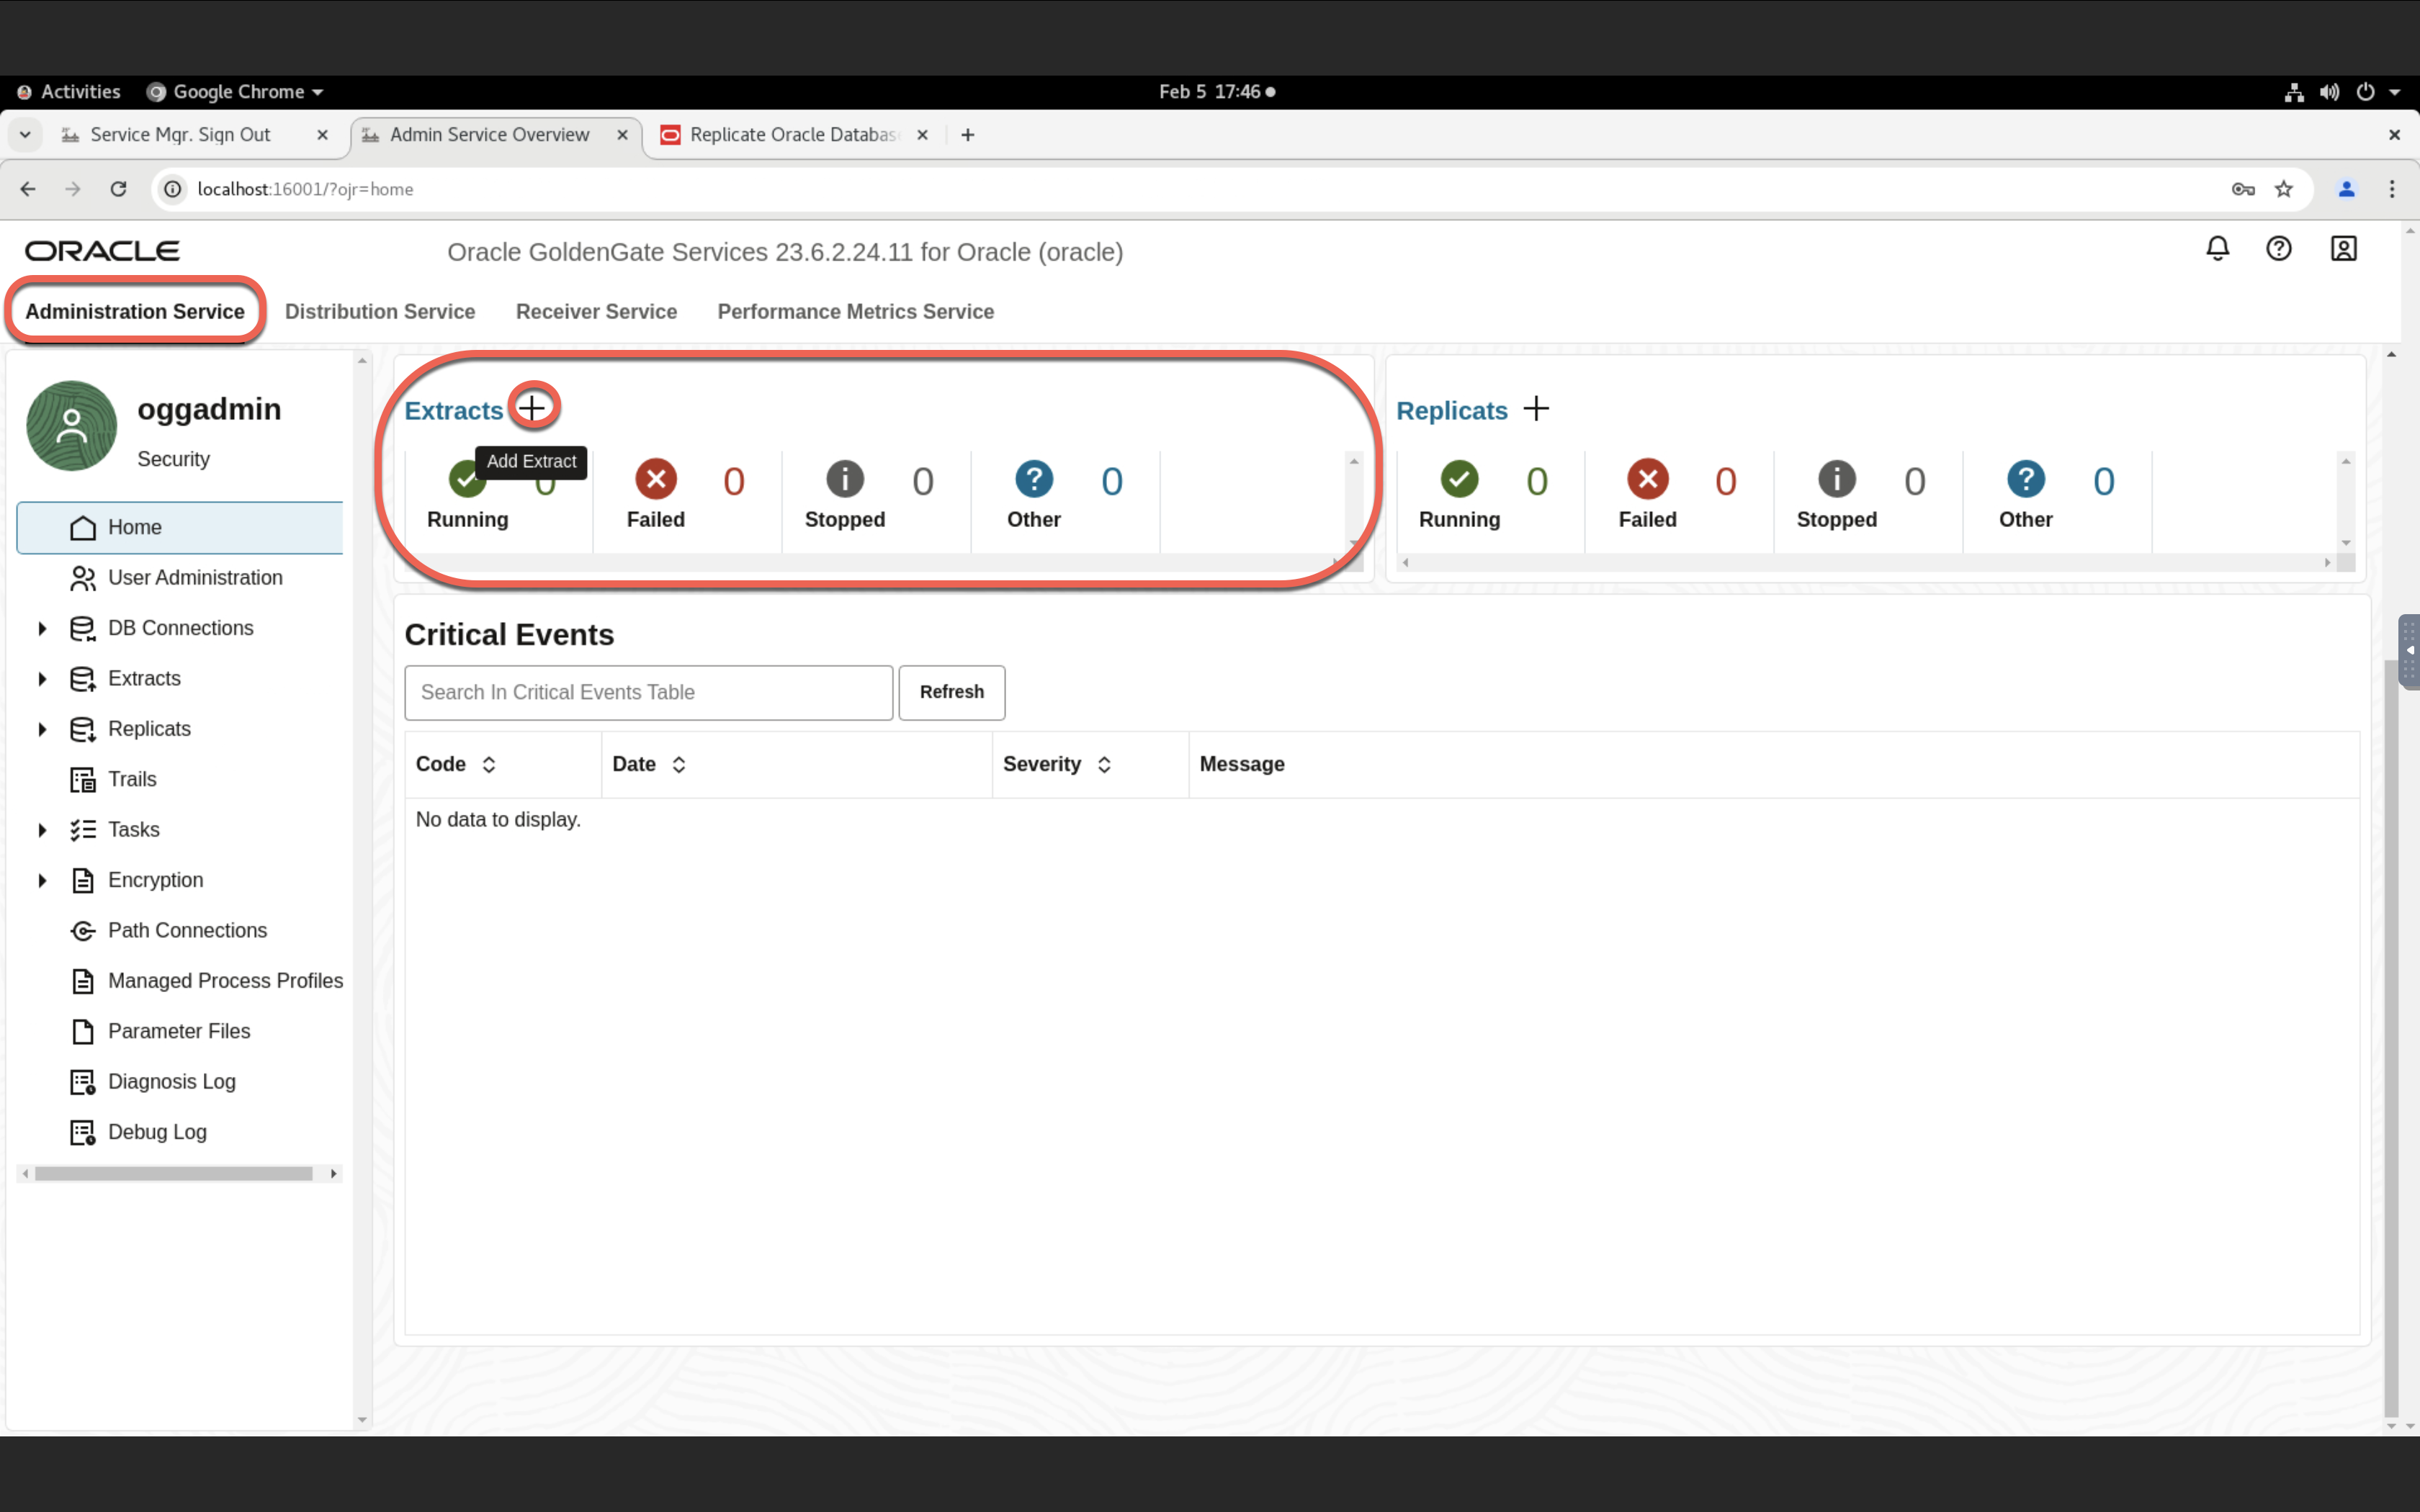 Activities Google Chrome Feb 5 17:46
Service Mgr. Sign Out Admin Service Overview Replicate Oracle Databas
localhost:16001/?ojr=home
ORACLE Oracle GoldenGate Services 23.6.2.24.11 for Oracle (oracle)
Administration Service Distribution Service Receiver Service Performance Metrics Service
oggadmin
Security
Home
User Administration
DB Connections
Extracts
Replicats
Trails
Tasks
Encryption
Path Connections
Managed Process Profiles
Parameter Files
Diagnosis Log
Debug Log
Extracts
Add Extract
0 0 0 0
Running Failed Stopped Other
Replicats
0 0 0 0
Running Failed Stopped Other
Critical Events
Search In Critical Events Table Refresh
Code Date Severity Message
No data to display.